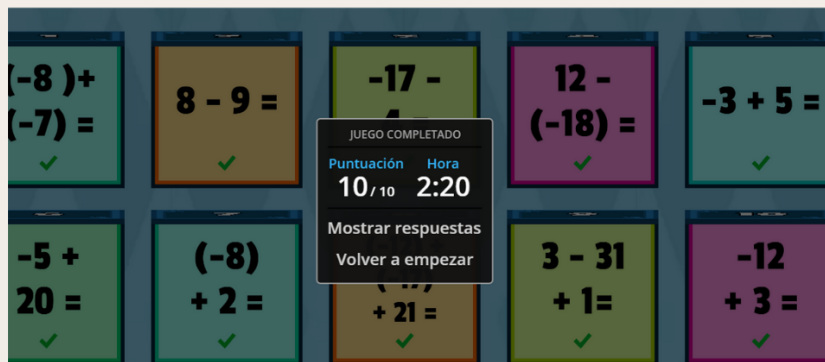 (-8 )+
(-7) =
8 - 9 =
-17 -
12 -
(-18) =
-3 + 5 =
JUEGO COMPLETADO
Puntuación Hora
10/ 10 2:20
Mostrar respuestas
Volver a empezar
-5 +
20 =
(-8)
+ 2 =
+ 21 =
3 - 31
+ 1=
-12
+ 3 =